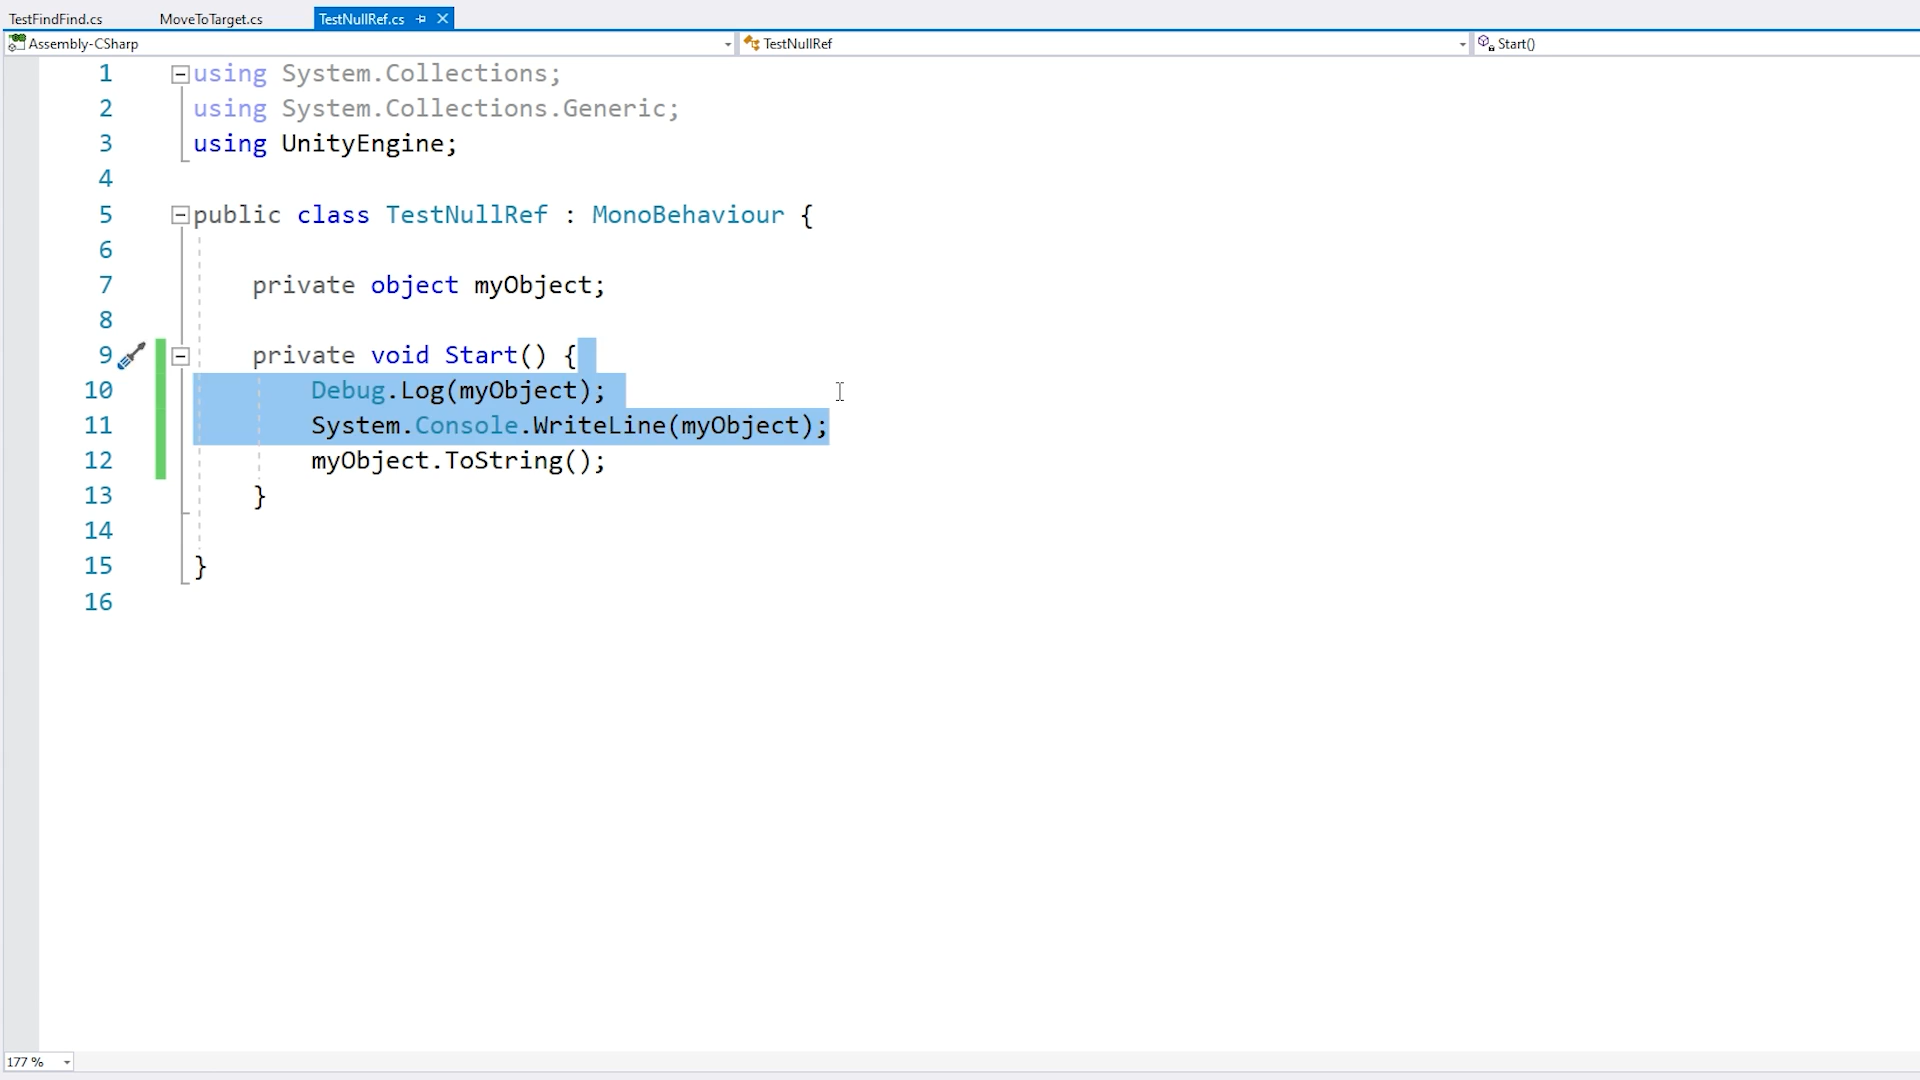 TestFindFind.cs MoveToTarget.cs TestNullRef.cs
Assembly-CSharp TestNullRef Start()
1 using System.Collections;
2 using System.Collections.Generic;
3 using UnityEngine;
4
5 public class TestNullRef : MonoBehaviour {
6
7 private object myObject;
8
9 private void Start() {
10 Debug.Log(myObject);
11 System.Console.WriteLine(myObject);
12 myObject.ToString();
13 }
14
15 }
16
177 %